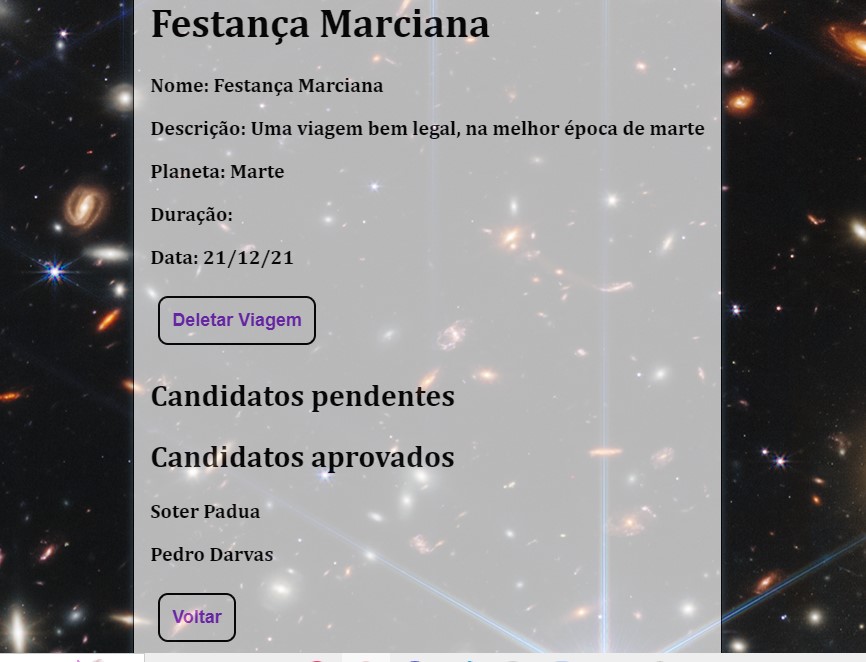 Festança Marciana
Nome: Festança Marciana
Descrição: Uma viagem bem legal, na melhor época de marte
Planeta: Marte
Duração:
Data: 21/12/21
Deletar Viagem
Candidatos pendentes
Candidatos aprovados
Soter Padua
Pedro Darvas
Voltar